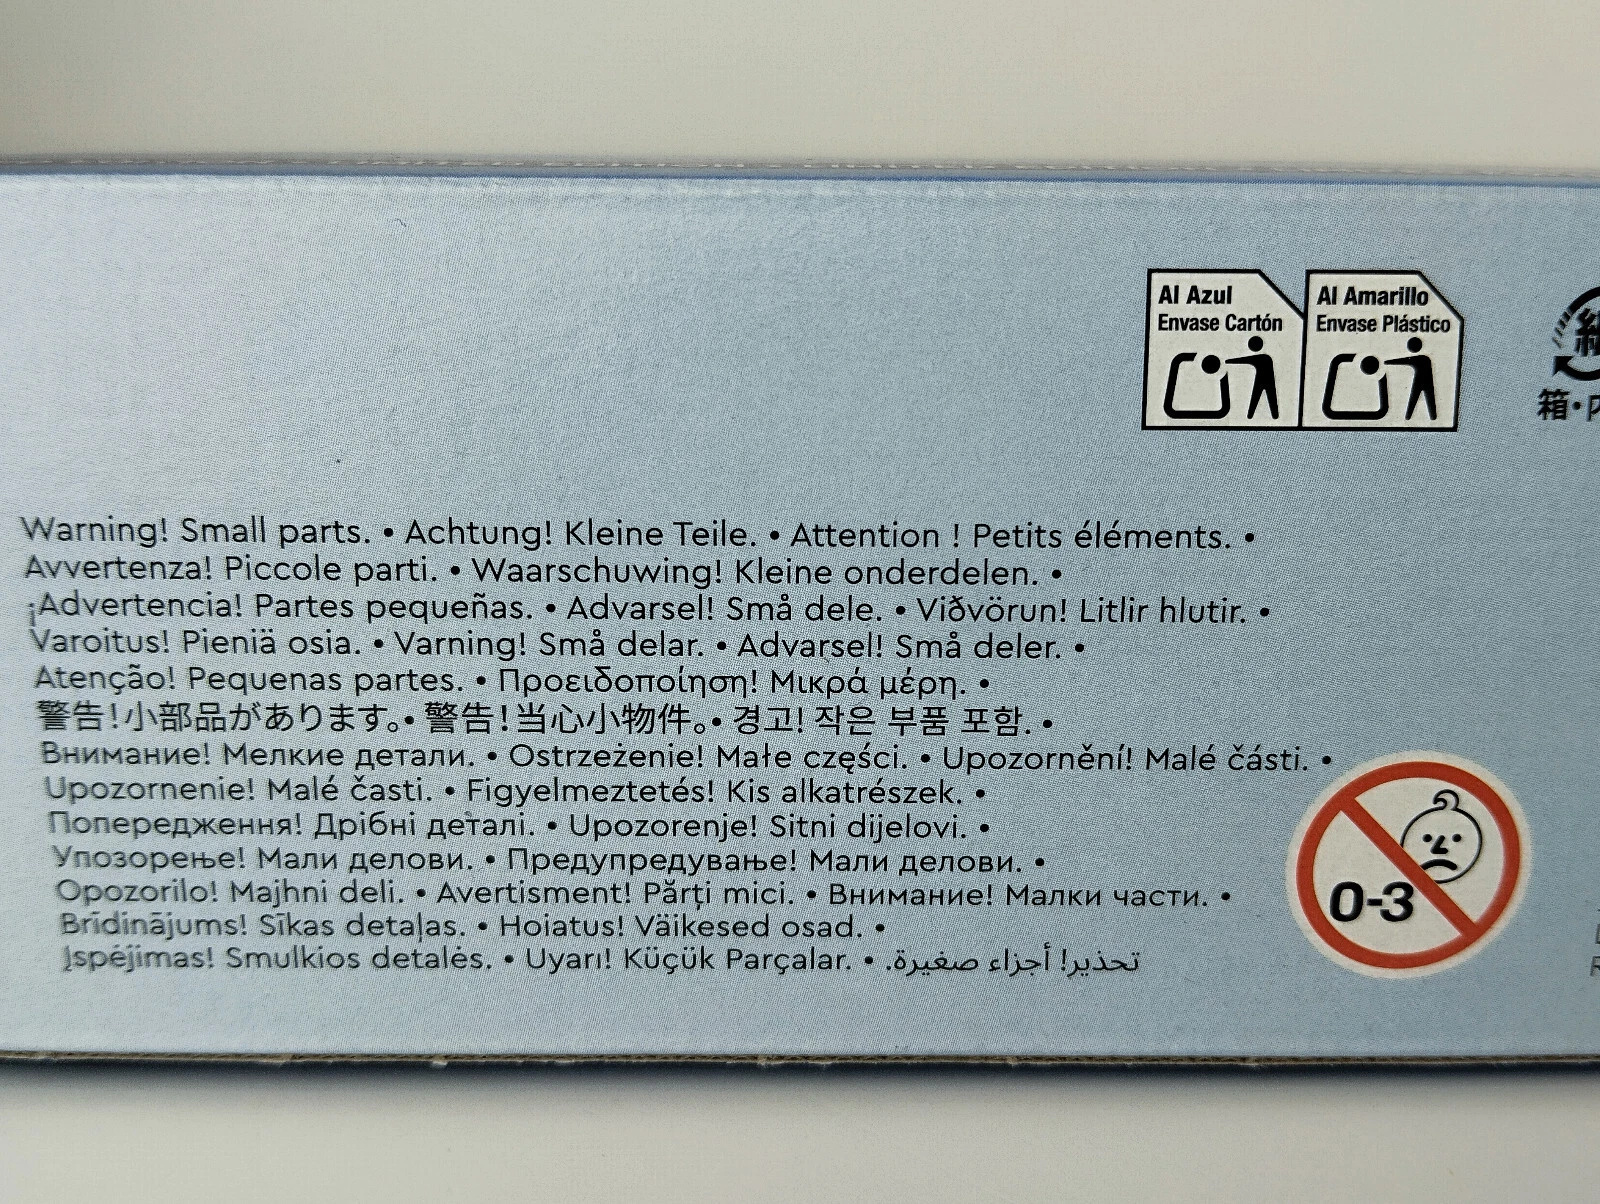 Al Azul
Envase Cartón
Al Amarillo
Envase Plástico
Warning! Small parts. • Achtung! Kleine Teile. • Attention ! Petits éléments. •
Avvertenza! Piccole parti. • Waarschuwing! Kleine onderdelen. •
¡Advertencia! Partes pequeñas. • Advarsel! Små dele. • Viðvörun! Litlir hlutir. •
Varoitus! Pieniä osia. • Varning! Små delar. • Advarsel! Små deler. •
Atenção! Pequenas partes. • Προειδοποίηση! Μικρά μέρη. •
警告!小部品があります。• 警告!当心小物件。• 경고! 작은 부품 포함. •
Внимание! Мелкие детали. • Ostrzeżenie! Małe części. • Upozornění! Malé části. •
Upozornenie! Malé časti. • Figyelmeztetés! Kis alkatrészek. •
Попередження! Дрібні деталі. • Upozorenje! Sitni dijelovi. •
Упозорење! Мали делови. • Предупредување! Мали делови. •
Opozorilo! Majhni deli. • Avertisment! Părți mici. • Внимание! Малки части. •
Brīdinājums! Sīkas detaļas. • Hoiatus! Väikesed osad. •
Įspėjimas! Smulkios detalės. • Uyarı! Küçük Parçalar. • تحذير! أجزاء صغيرة.
0-3
箱・